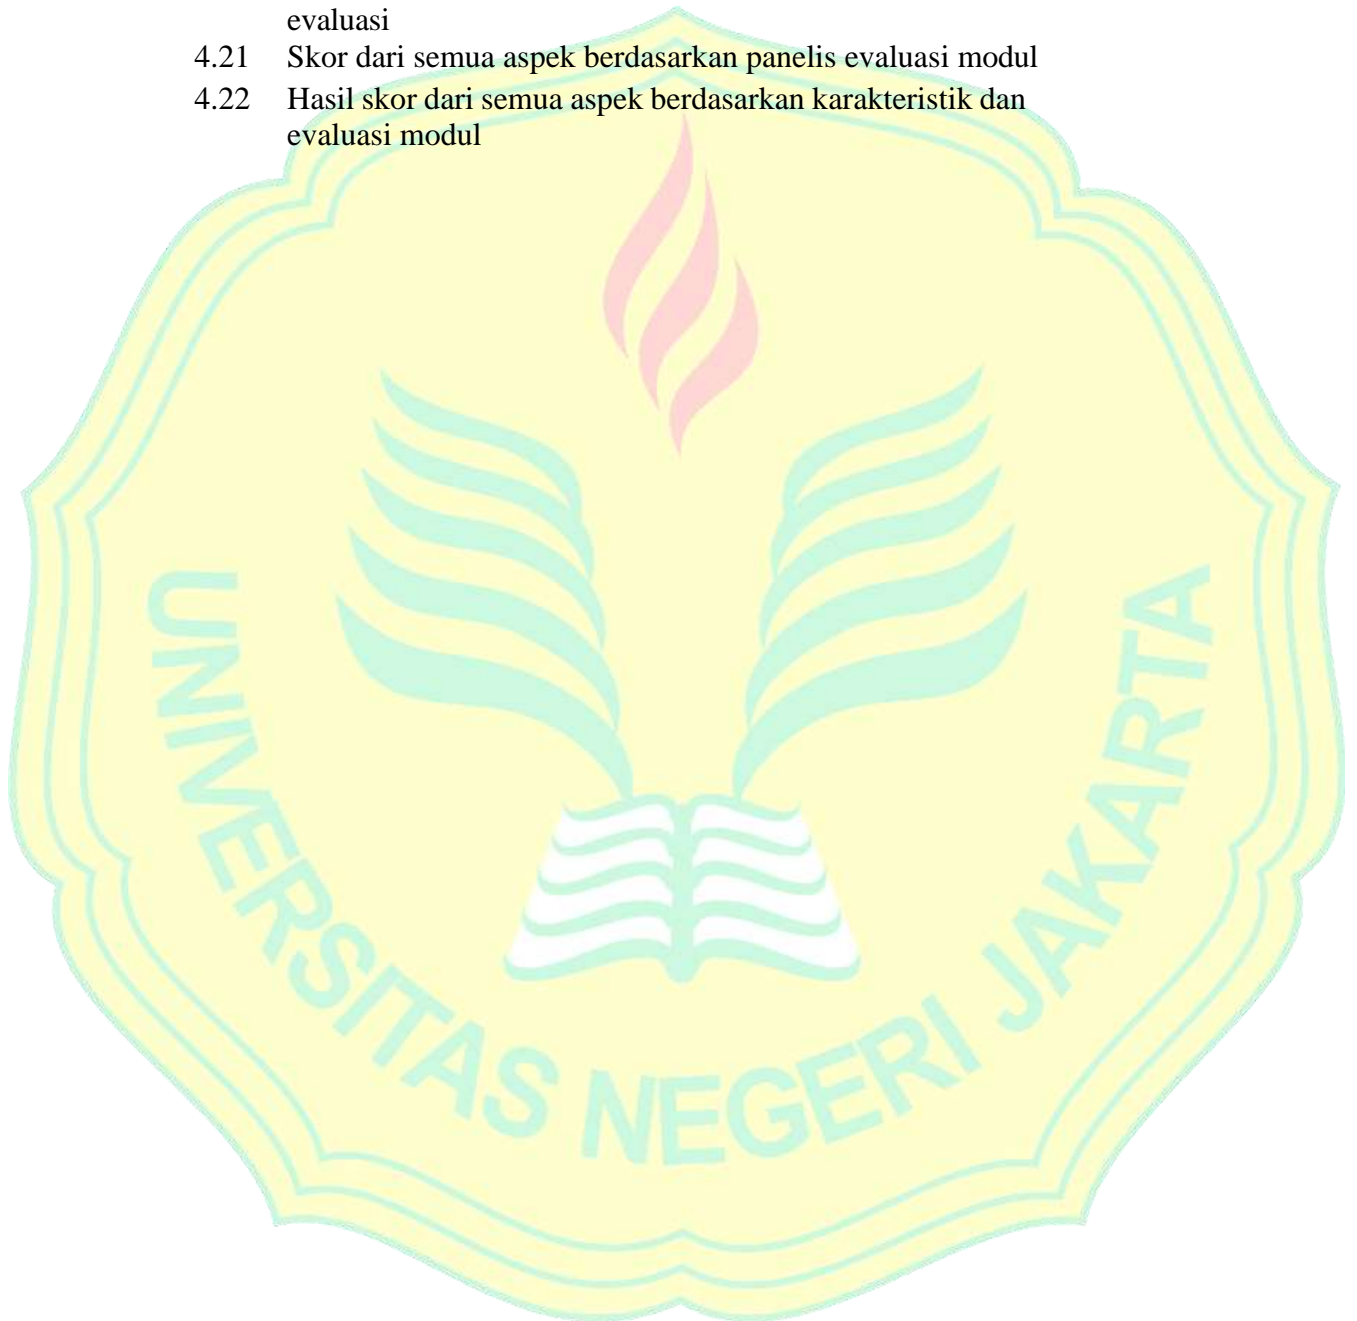 evaluasi
4.21 Skor dari semua aspek berdasarkan panelis evaluasi modul
4.22 Hasil skor dari semua aspek berdasarkan karakteristik dan
evaluasi modul
UNIVERSITAS NEGERI JAKARTA